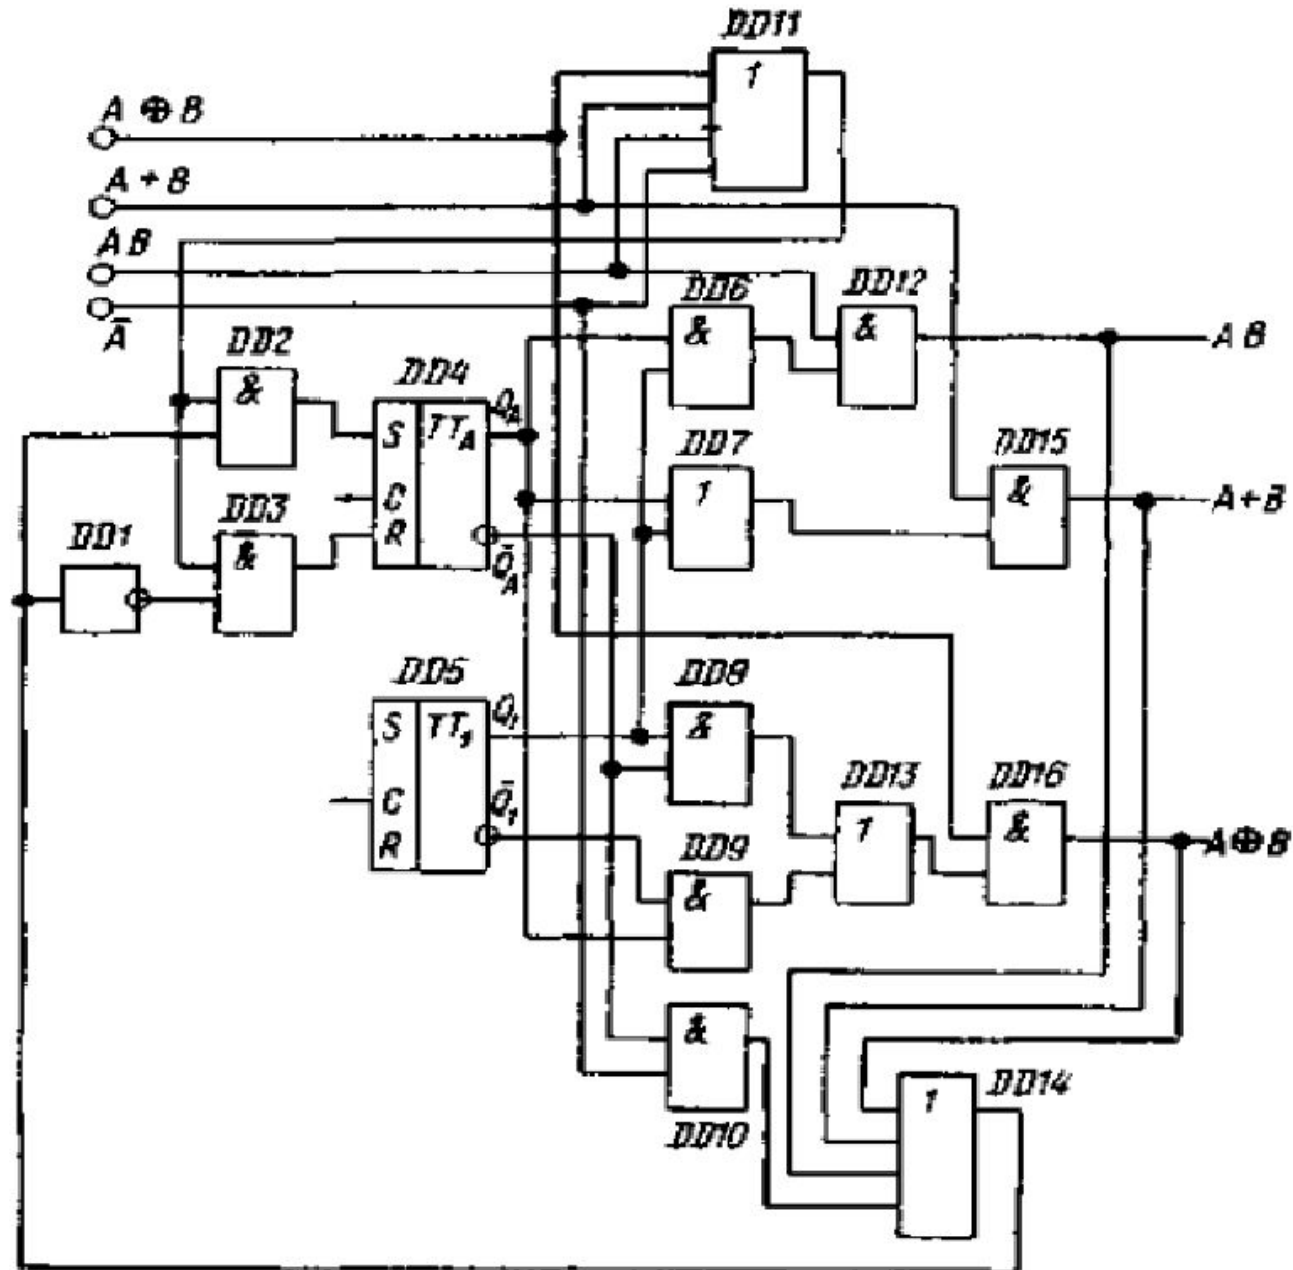 DD11
1
A ⊕ B
A + B
AB
Ā
DD2
&
DD3
&
DD1
DD4
S TT_A Q_A
C
R Q̄_A
DD5
S TT_1 Q_1
C Q̄_1
R
DD6
&
DD12
&
AB
DD7
1
DD15
&
A+B
DD8
&
DD13
1
DD16
&
A⊕B
DD9
&
&
DD10
1
DD14